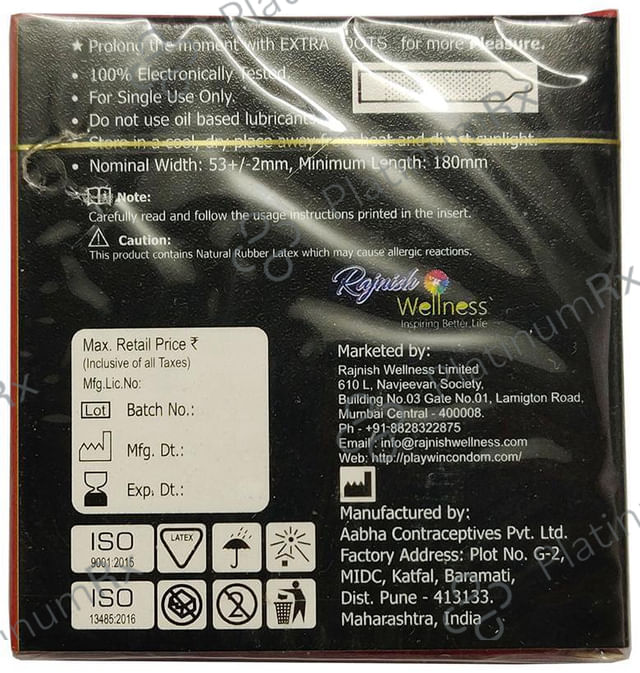 ★ Prolong the moment with EXTRA DOTS for more Pleasure.
• 100% Electronically Tested.
• For Single Use Only.
• Do not use oil based lubricants
Store in a cool, dry place away from heat and direct sunlight.
• Nominal Width: 53+/-2mm, Minimum Length: 180mm
Note:
Carefully read and follow the usage instructions printed in the insert.
Caution:
This product contains Natural Rubber Latex which may cause allergic reactions.
Rajnish
Wellness
Inspiring Better Life
Max. Retail Price ₹
(Inclusive of all Taxes)
Mfg.Lic.No:
Lot Batch No.:
Mfg. Dt.:
Exp. Dt.:
Marketed by:
Rajnish Wellness Limited
610 L, Navjeevan Society,
Building No.03 Gate No.01, Lamigton Road,
Mumbai Central - 400008.
Ph - +91-8828322875
Email : info@rajnishwellness.com
Web: http://playwincondom.com/
Manufactured by:
Aabha Contraceptives Pvt. Ltd.
Factory Address: Plot No. G-2,
MIDC, Katfal, Baramati,
Dist. Pune - 413133.
Maharashtra, India
ISO
9001:2015
LATEX
ISO
13485:2016
2
PlatinumRx